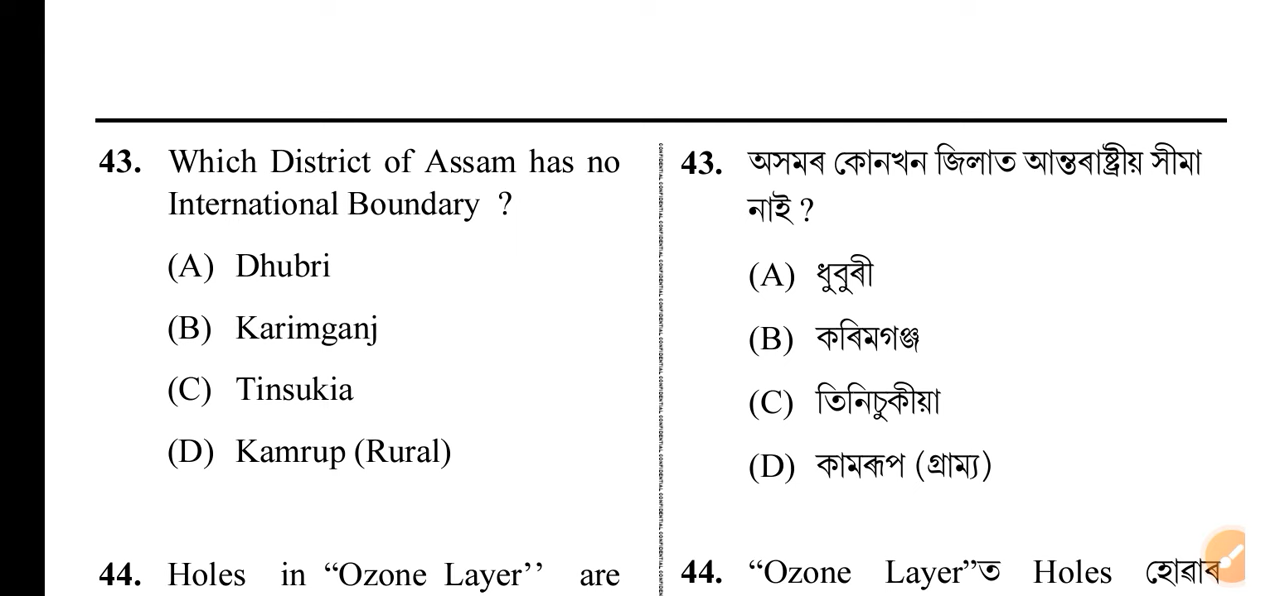 43. Which District of Assam has no
International Boundary ?
(A) Dhubri
(B) Karimganj
(C) Tinsukia
(D) Kamrup (Rural)
44. Holes in “Ozone Layer’’ are
43. অসমৰ কোনখন জিলাত আন্তৰাষ্ট্ৰীয় সীমা
নাই ?
(A) ধুবুৰী
(B) কৰিমগঞ্জ
(C) তিনিচুকীয়া
(D) কামৰূপ (গ্ৰাম্য)
44. “Ozone Layer”ত Holes হোৱাৰ